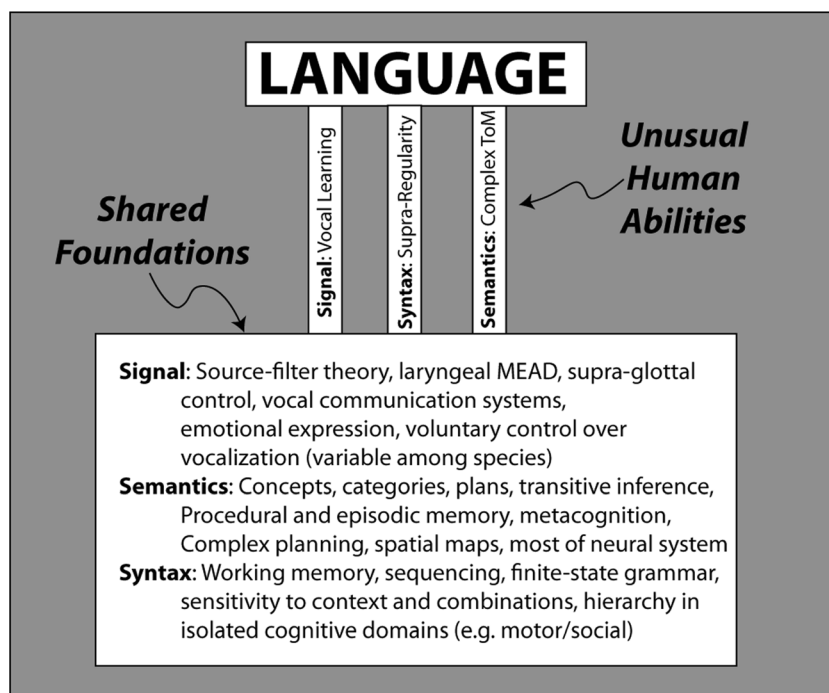 LANGUAGE
Signal: Vocal Learning
Syntax: Supra-Regularity
Semantics: Complex ToM
Unusual
Human
Abilities
Shared
Foundations
Signal: Source-filter theory, laryngeal MEAD, supra-glottal
control, vocal communication systems,
emotional expression, voluntary control over
vocalization (variable among species)
Semantics: Concepts, categories, plans, transitive inference,
Procedural and episodic memory, metacognition,
Complex planning, spatial maps, most of neural system
Syntax: Working memory, sequencing, finite-state grammar,
sensitivity to context and combinations, hierarchy in
isolated cognitive domains (e.g. motor/social)